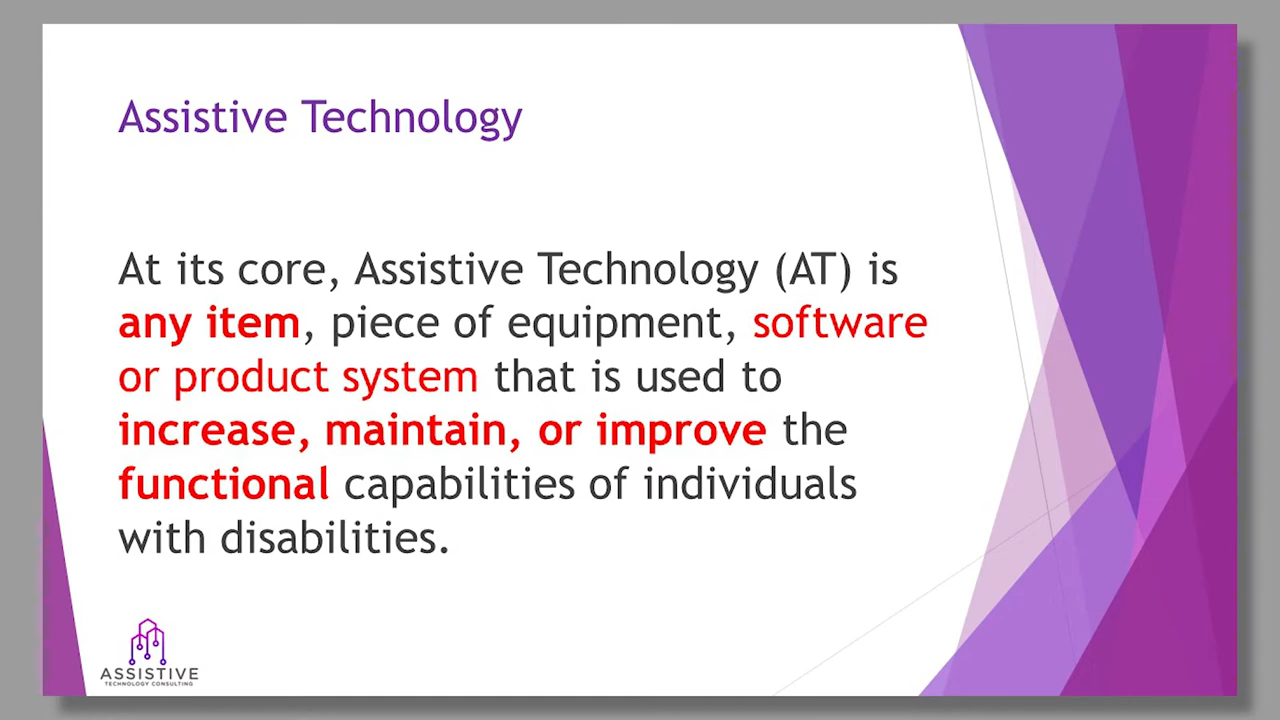 Assistive Technology
At its core, Assistive Technology (AT) is
any item, piece of equipment, software
or product system that is used to
increase, maintain, or improve the
functional capabilities of individuals
with disabilities.
ASSISTIVE
TECHNOLOGY CONSULTING